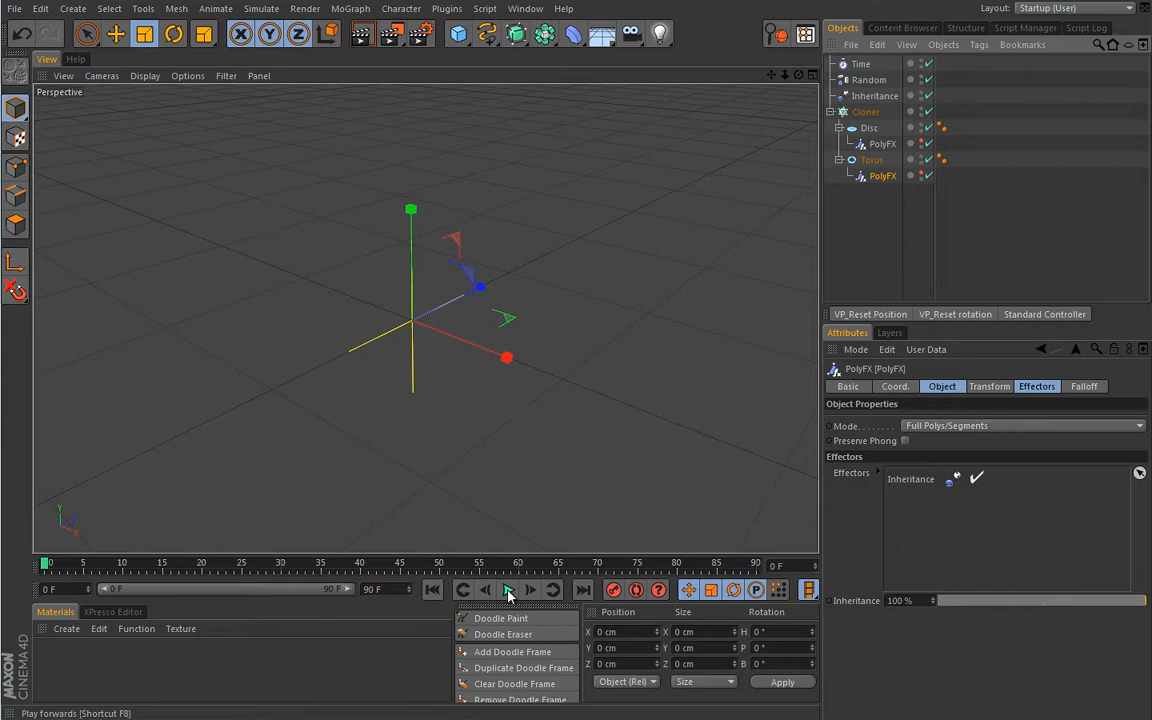 File Edit Create Select Tools Mesh Animate Simulate Render MoGraph Character Plugins Script Window Help Layout: Startup (User)
X Y Z
Objects Content Browser Structure Script Manager Script Log
File Edit View Objects Tags Bookmarks
View Help
View Cameras Display Options Filter Panel
Perspective
Time
Random
Inheritance
Cloner
Disc
PolyFX
Torus
PolyFX
VP_Reset Position VP_Reset rotation Standard Controller
Attributes Layers
Mode Edit User Data
PolyFX [PolyFX]
Basic Coord. Object Transform Effectors Falloff
Object Properties
Mode. . . . . . . . Full Polys/Segments
Preserve Phong
Effectors
Effectors
Inheritance
Inheritance 100 %
Y
Z
X
0 5 10 15 20 25 30 35 40 45 50 55 60 65 70 75 80 85 90 0 F
0 F 0 F 90 F 90 F
P
Materials XPresso Editor
Create Edit Function Texture
Doodle Paint
Doodle Eraser
Add Doodle Frame
Duplicate Doodle Frame
Clear Doodle Frame
Remove Doodle Frame
Position Size Rotation
X 0 cm X 0 cm H 0 °
Y 0 cm Y 0 cm P 0 °
Z 0 cm Z 0 cm B 0 °
Object (Rel) Size Apply
MAXON CINEMA 4D
Play forwards [Shortcut F8]